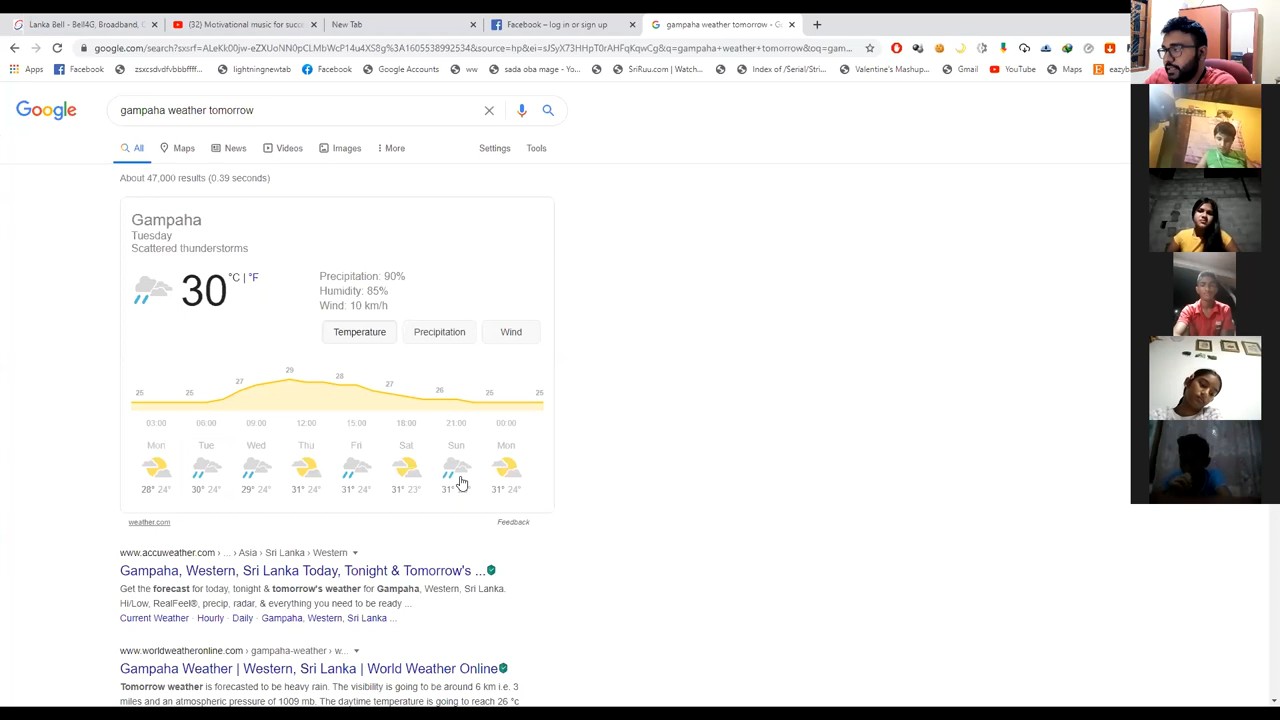 Lanka Bell - Bell4G, Broadband, C
(32) Motivational music for succ
New Tab
Facebook – log in or sign up
gampaha weather tomorrow - G
google.com/search?sxsrf=ALeKk00jw-eZXUoNN0pCLMbWcP14u4XS8g%3A1605538992534&source=hp&ei=sJyX73HHpT0rAHFqKqwCg&q=gampaha+weather+tomorrow&oq=gam...
Apps
Facebook
zsxcsdvdfvbbbffff...
lightningnewtab
Facebook
Google Accounts
ww
sada oba mage - Yo...
SriRuu.com | Watch...
Index of /Serial/Stri...
Valentine's Mashup...
Gmail
YouTube
Maps
eazyb
Google
gampaha weather tomorrow
All
Maps
News
Videos
Images
More
Settings
Tools
About 47,000 results (0.39 seconds)
Gampaha
Tuesday
Scattered thunderstorms
30 °C | °F
Precipitation: 90%
Humidity: 85%
Wind: 10 km/h
Temperature
Precipitation
Wind
25 25 27 29 28 27 26 25 25
03:00 06:00 09:00 12:00 15:00 18:00 21:00 00:00
Mon Tue Wed Thu Fri Sat Sun Mon
28° 24° 30° 24° 29° 24° 31° 24° 31° 24° 31° 23° 31° 31° 24°
weather.com
Feedback
www.accuweather.com › ... › Asia › Sri Lanka › Western
Gampaha, Western, Sri Lanka Today, Tonight & Tomorrow's ...
Get the forecast for today, tonight & tomorrow's weather for Gampaha, Western, Sri Lanka.
Hi/Low, RealFeel®, precip, radar, & everything you need to be ready ...
Current Weather · Hourly · Daily · Gampaha, Western, Sri Lanka ...
www.worldweatheronline.com › gampaha-weather › w...
Gampaha Weather | Western, Sri Lanka | World Weather Online
Tomorrow weather is forecasted to be heavy rain. The visibility is going to be around 6 km i.e. 3
miles and an atmospheric pressure of 1009 mb. The daytime temperature is going to reach 26 °c